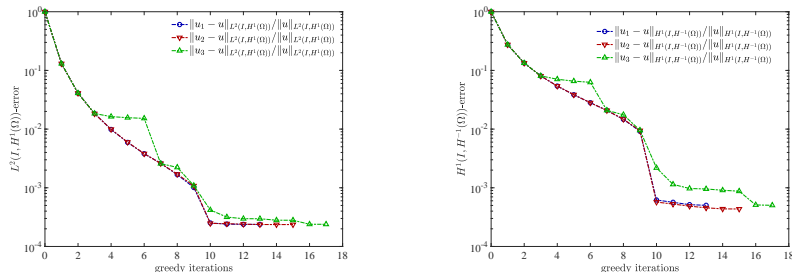 10^0
10^{-1}
10^{-2}
10^{-3}
10^{-4}
L^2(I, H^1(Ω))-error
‖u_1 − u‖_{L^2(I,H^1(Ω))}/‖u‖_{L^2(I,H^1(Ω))}
‖u_2 − u‖_{L^2(I,H^1(Ω))}/‖u‖_{L^2(I,H^1(Ω))}
‖u_3 − u‖_{L^2(I,H^1(Ω))}/‖u‖_{L^2(I,H^1(Ω))}
0 2 4 6 8 10 12 14 16 18
greedy iterations
10^0
10^{-1}
10^{-2}
10^{-3}
10^{-4}
H^1(I, H^{-1}(Ω))-error
‖u_1 − u‖_{H^1(I,H^{-1}(Ω))}/‖u‖_{H^1(I,H^{-1}(Ω))}
‖u_2 − u‖_{H^1(I,H^{-1}(Ω))}/‖u‖_{H^1(I,H^{-1}(Ω))}
‖u_3 − u‖_{H^1(I,H^{-1}(Ω))}/‖u‖_{H^1(I,H^{-1}(Ω))}
0 2 4 6 8 10 12 14 16 18
greedy iterations